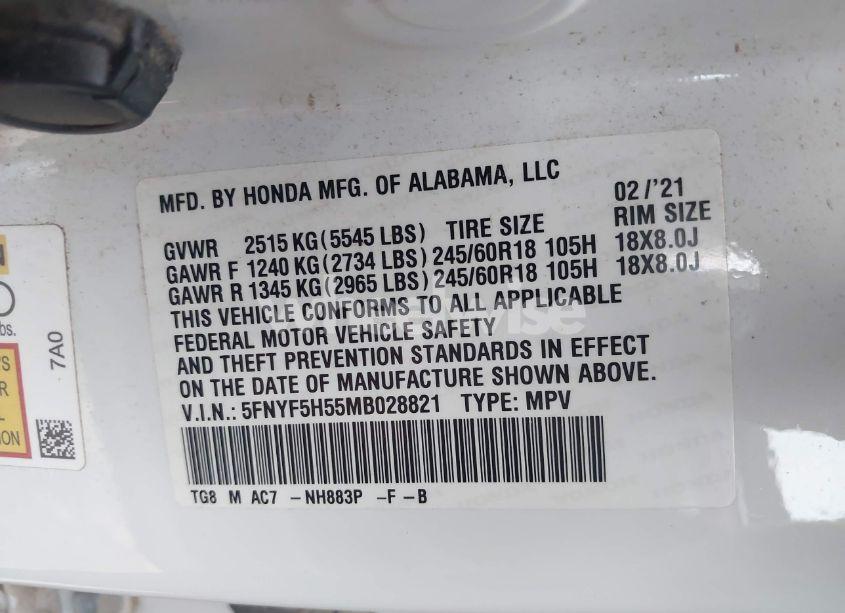 MFD. BY HONDA MFG. OF ALABAMA, LLC 02/'21
GVWR 2515 KG(5545 LBS) TIRE SIZE RIM SIZE
GAWR F 1240 KG(2734 LBS) 245/60R18 105H 18X8.0J
GAWR R 1345 KG(2965 LBS) 245/60R18 105H 18X8.0J
THIS VEHICLE CONFORMS TO ALL APPLICABLE
FEDERAL MOTOR VEHICLE SAFETY
AND THEFT PREVENTION STANDARDS IN EFFECT
ON THE DATE OF MANUFACTURE SHOWN ABOVE.
V.I.N.: 5FNYF5H55MB028821 TYPE: MPV
TG8 M AC7 -NH883P -F -B
bs.
7A0
'S
R
L
ION